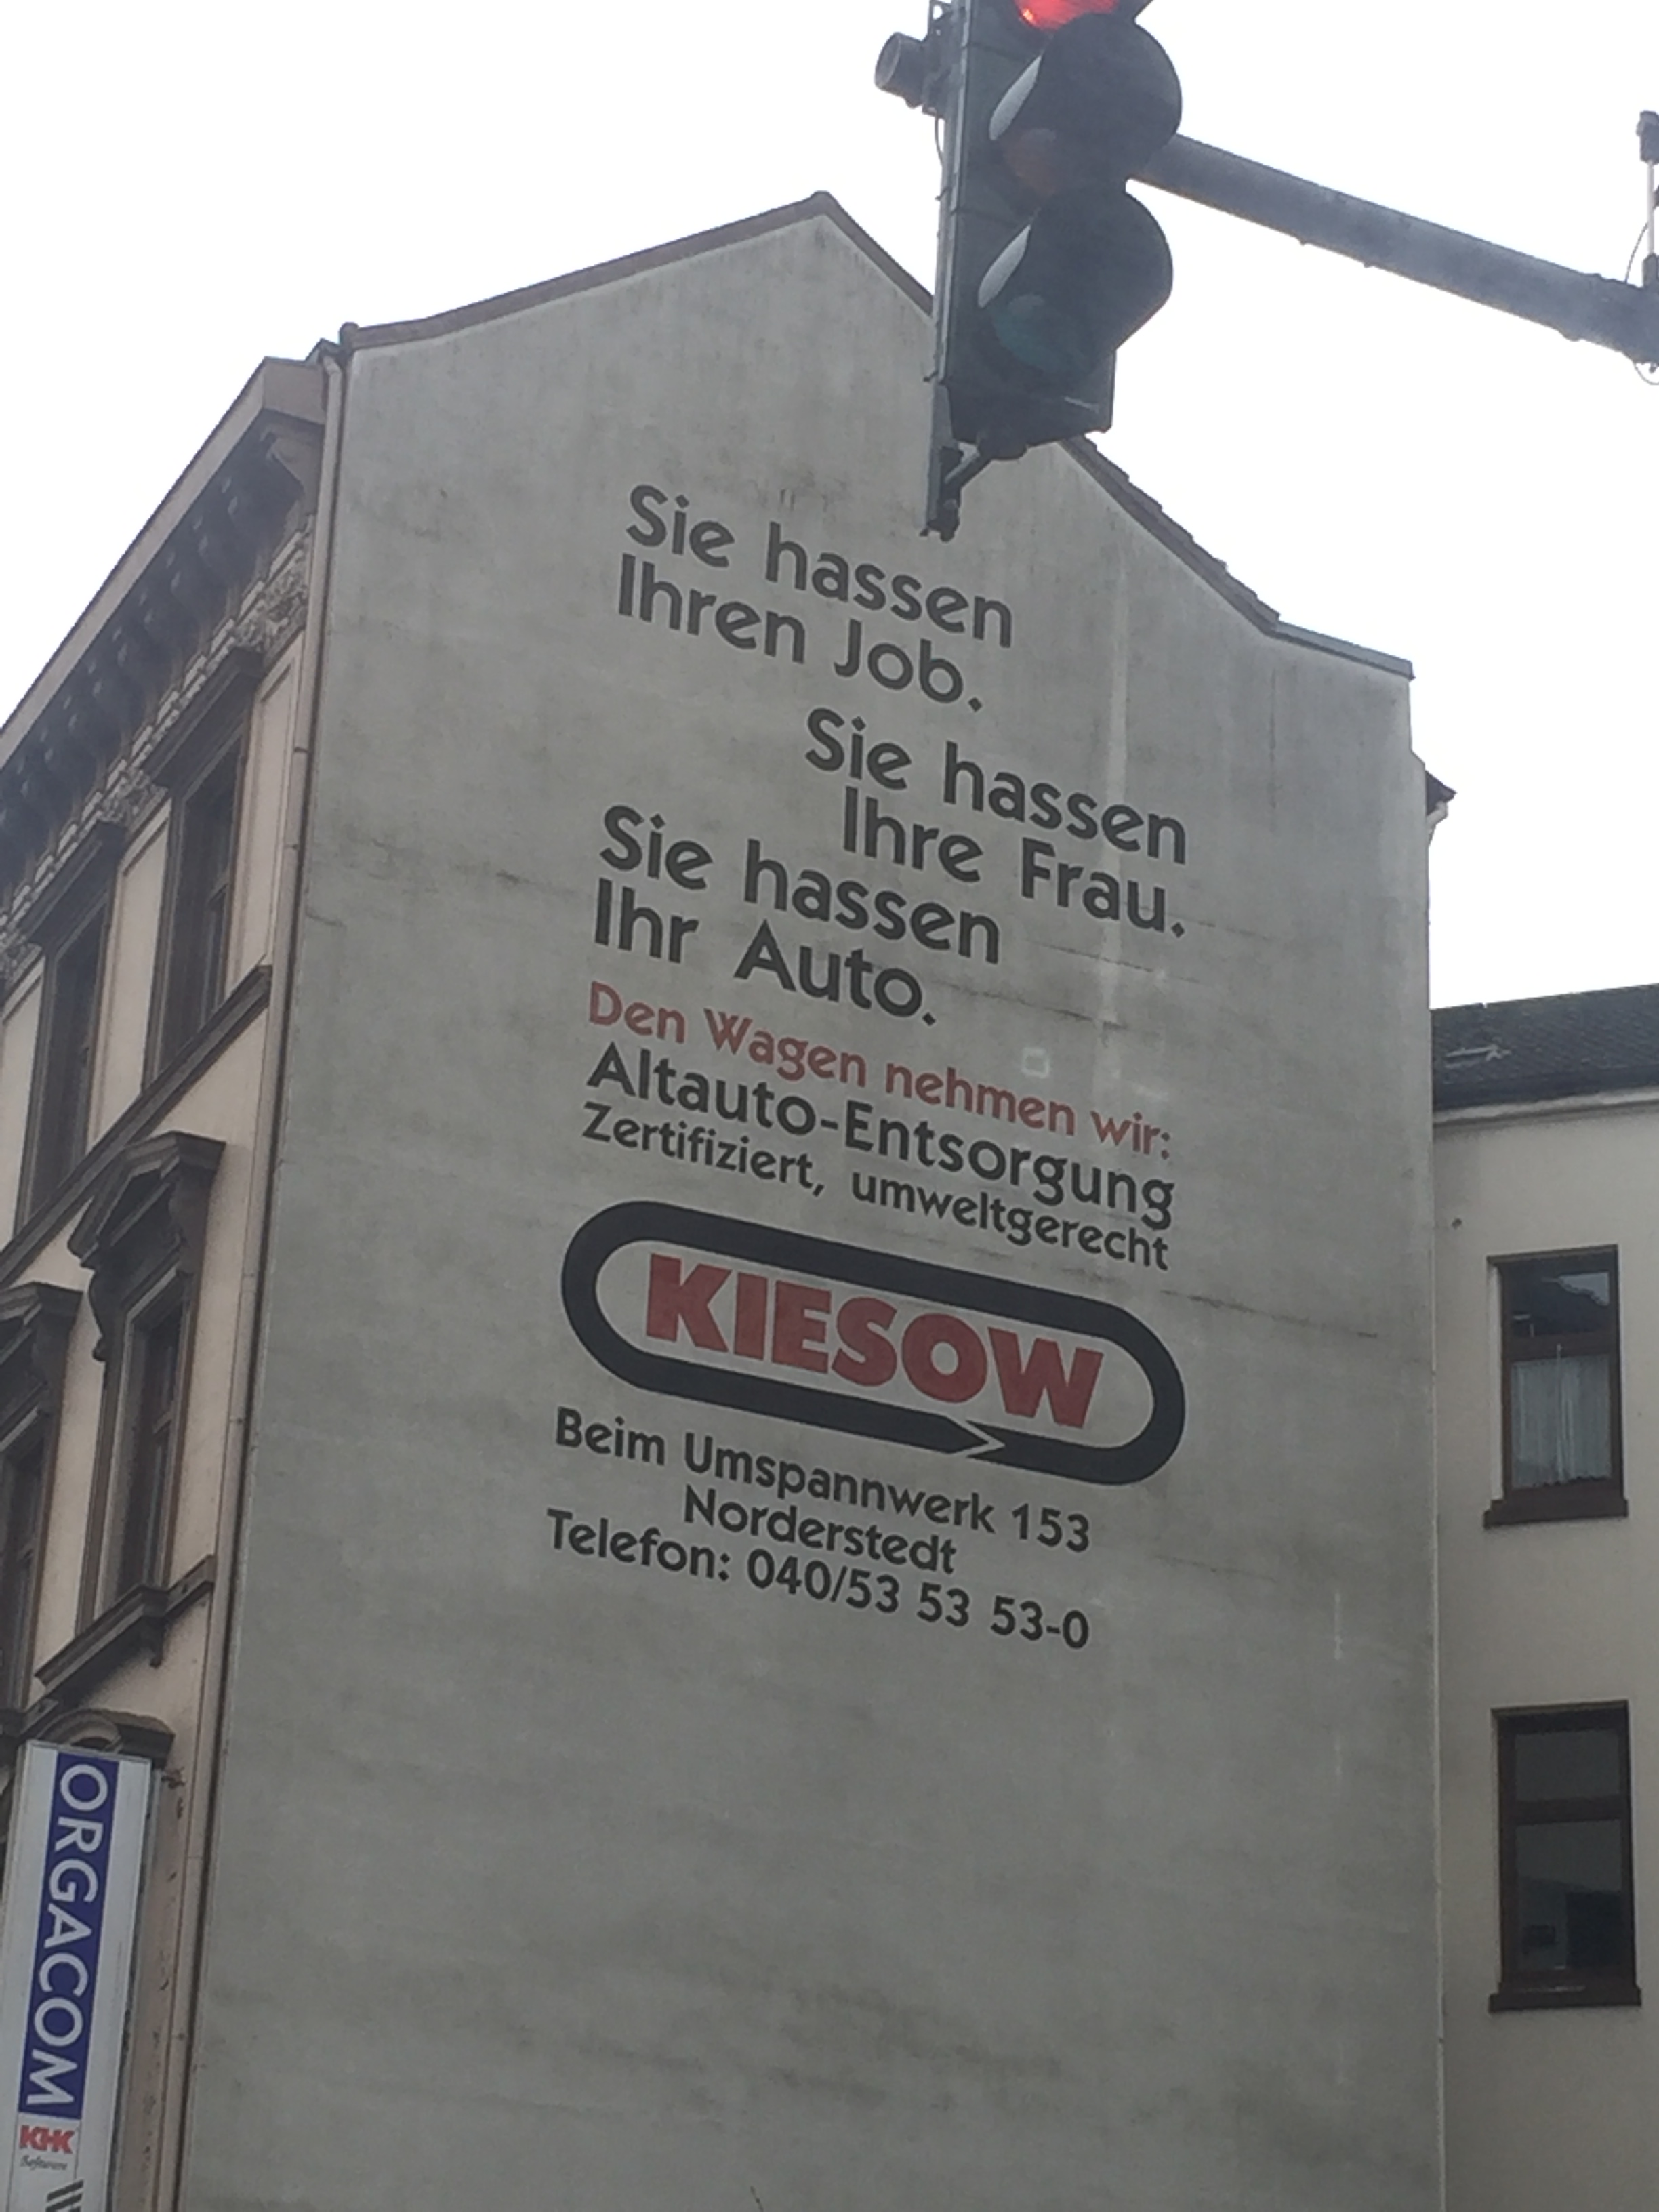 Sie hassen
Ihren Job.
Sie hassen
Ihre Frau.
Sie hassen
Ihr Auto.
Den Wagen nehmen wir:
Altauto-Entsorgung
Zertifiziert, umweltgerecht
KIESOW
Beim Umspannwerk 153
Norderstedt
Telefon: 040/53 53 53-0
ORGACOM
KHK
Software